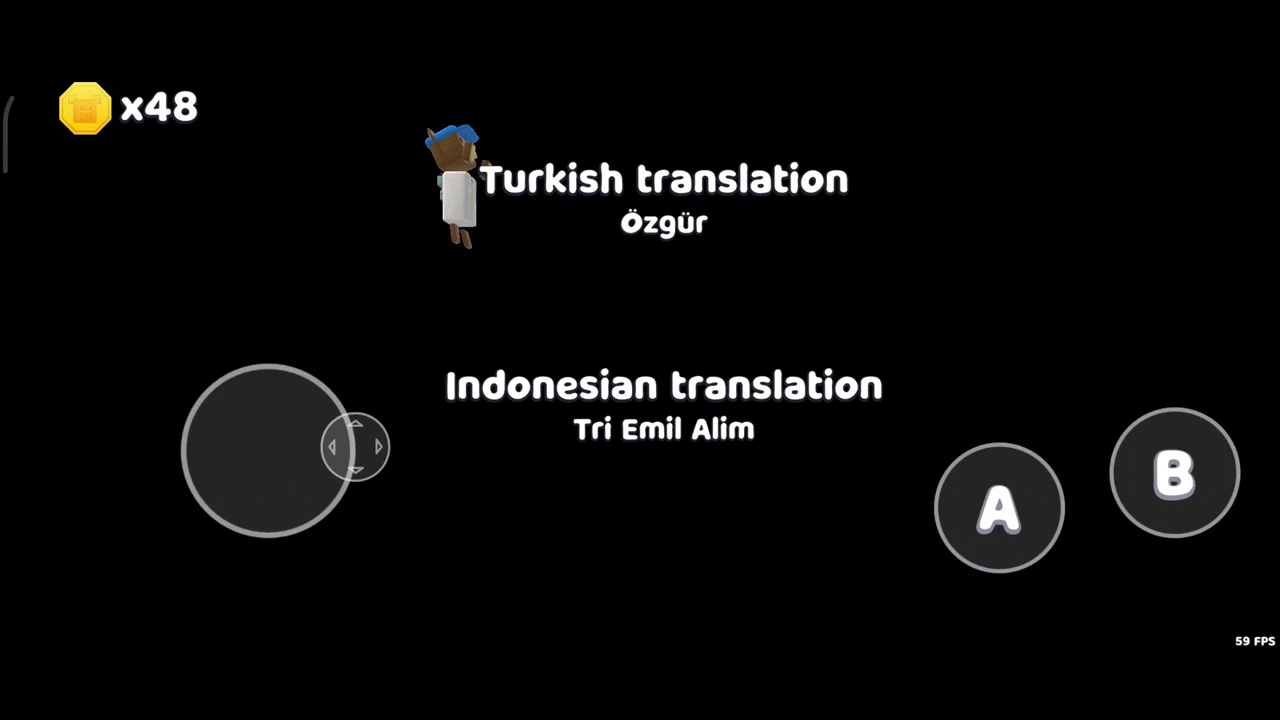 x48
Turkish translation
Özgür
Indonesian translation
Tri Emil Alim
A
B
59 FPS